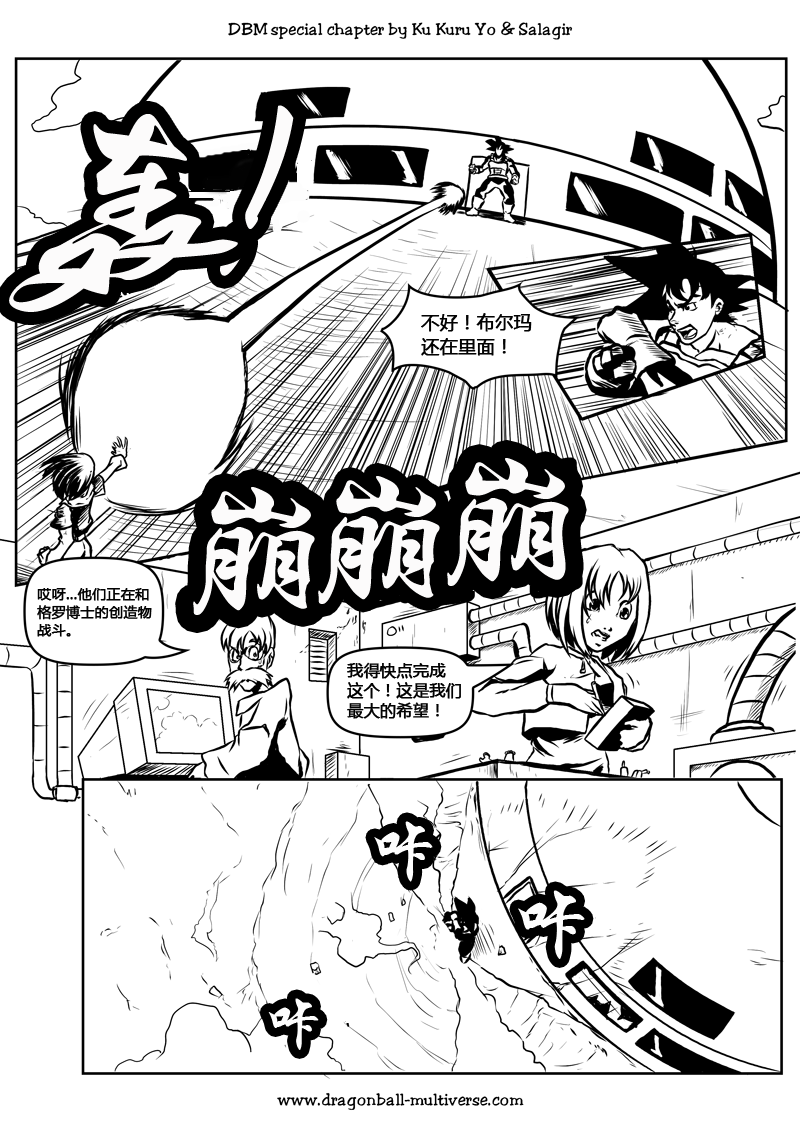 DBM special chapter by Ku Kuru Yo & Salagir
轰！
不好！布尔玛
还在里面！
崩崩崩
哎呀...他们正在和
格罗博士的创造物
战斗。
我得快点完成
这个！这是我们
最大的希望！
咔
咔
咔
www.dragonball-multiverse.com